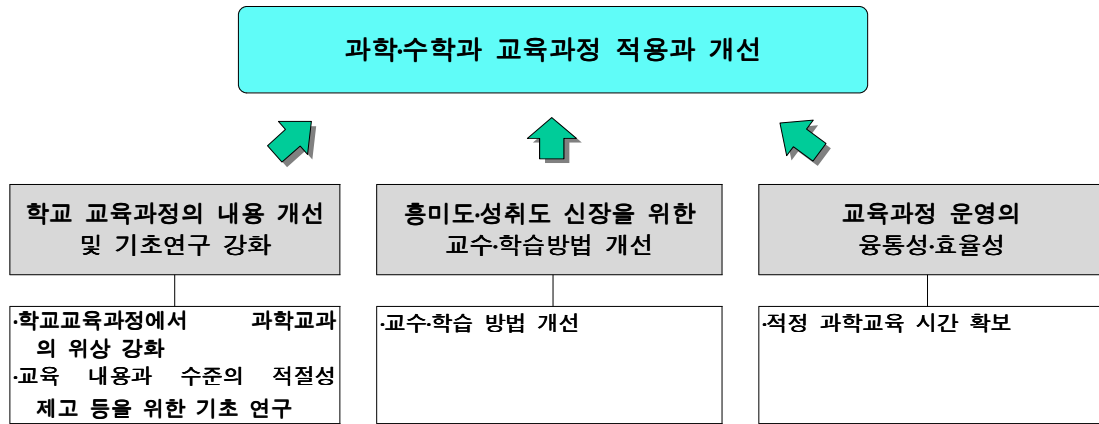 과학·수학과 교육과정 적용과 개선
학교 교육과정의 내용 개선
및 기초연구 강화
흥미도·성취도 신장을 위한
교수·학습방법 개선
교육과정 운영의
융통성·효율성
·학교교육과정에서 과학교과
의 위상 강화
·교육 내용과 수준의 적절성
제고 등을 위한 기초 연구
·교수·학습 방법 개선
·적정 과학교육 시간 확보